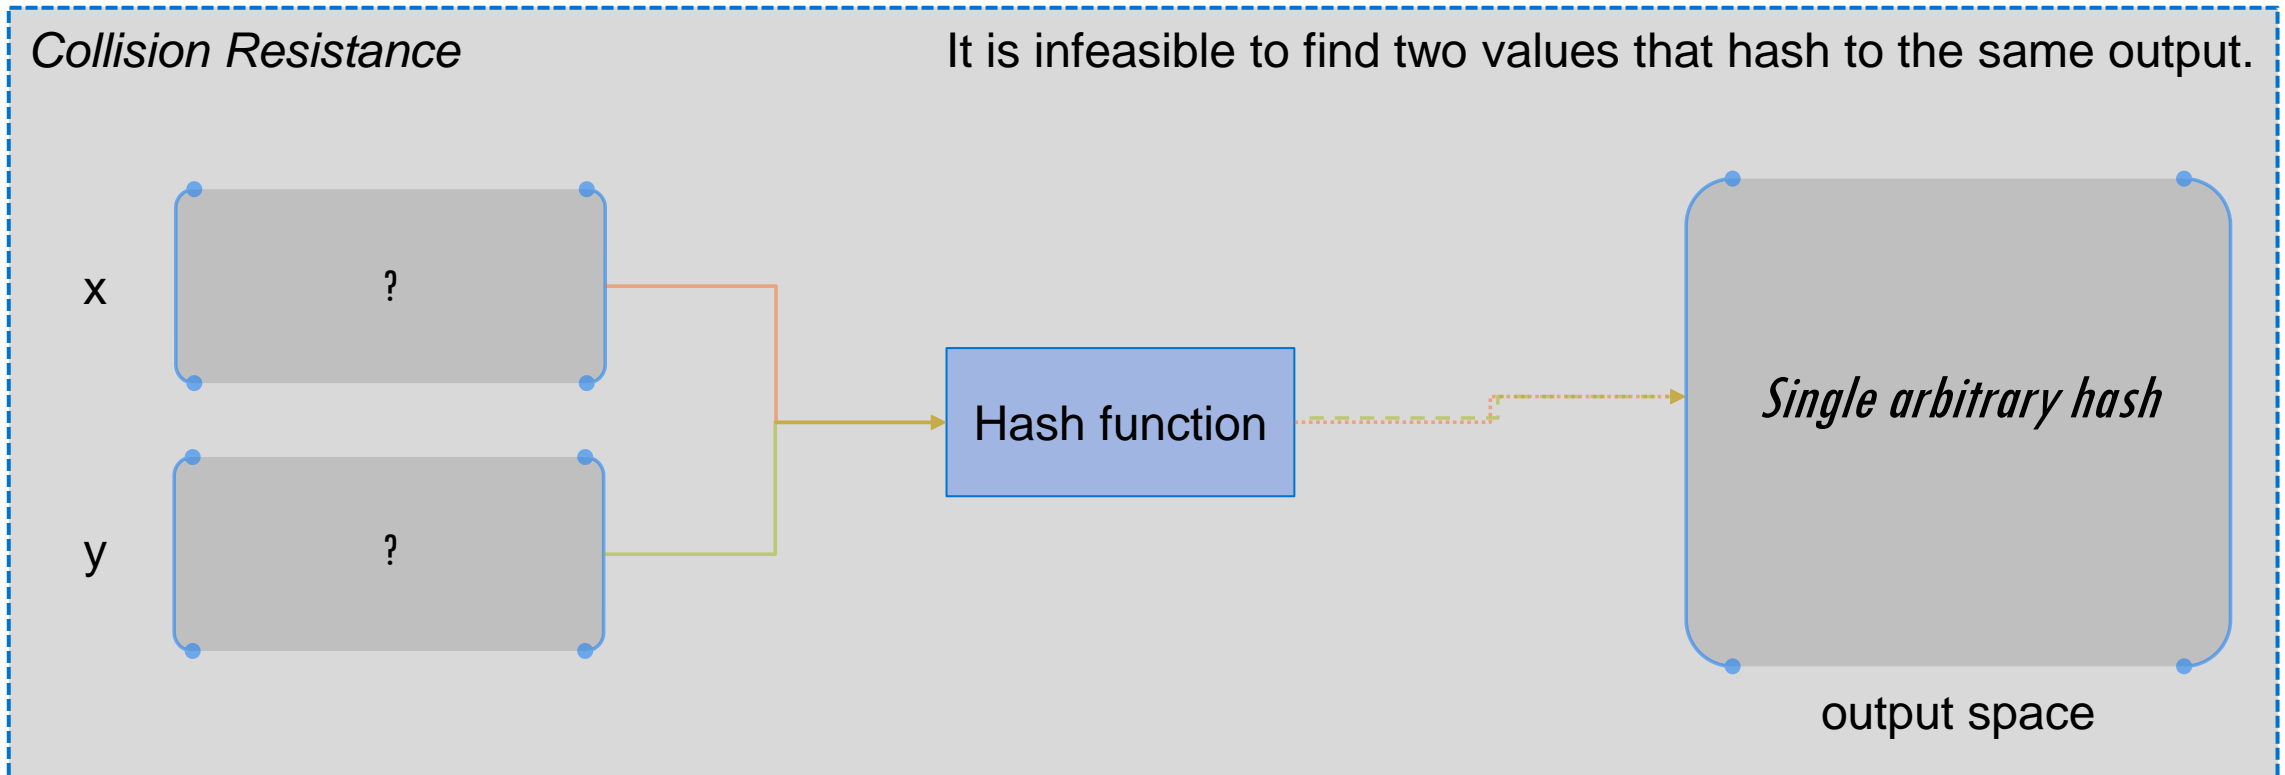 Collision Resistance
It is infeasible to find two values that hash to the same output.
x
?
Hash function
Single arbitrary hash
y
?
output space